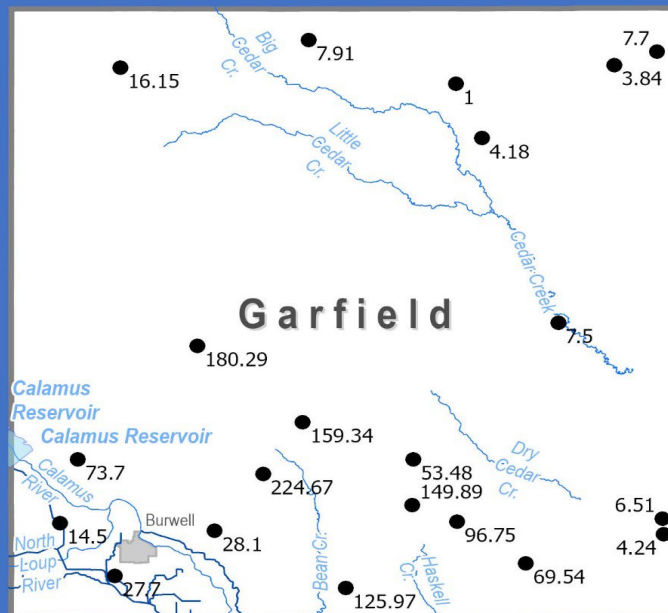 Big
Cedar
Cr.
7.91
7.7
3.84
16.15
1
4.18
Little
Cedar
Cr.
Cedar Creek
Garfield
7.5
180.29
Calamus
Reservoir
Calamus Reservoir
159.34
Dry
Cedar
Cr.
73.7
Calamus
River
224.67
53.48
149.89
6.51
14.5
Burwell
28.1
96.75
4.24
North
Loup
River
27.7
Bean Cr.
125.97
Haskell
Cr.
69.54